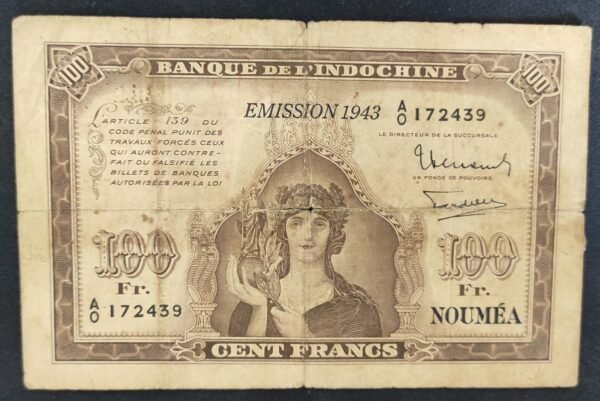 100
BANQUE DE L'INDOCHINE
100
L'ARTICLE 139 DU
CODE PENAL PUNIT DES
TRAVAUX FORCÉS CEUX
QUI AURONT CONTRE-
FAIT OU FALSIFIÉ LES
BILLETS DE BANQUES
AUTORISÉES PAR LA LOI
EMISSION 1943
A/0 172439
LE DIRECTEUR DE LA SUCCURSALE
UN FONDÉ DE POUVOIRS
100
Fr.
100
Fr.
A/0 172439
NOUMÉA
100
CENT FRANCS
100